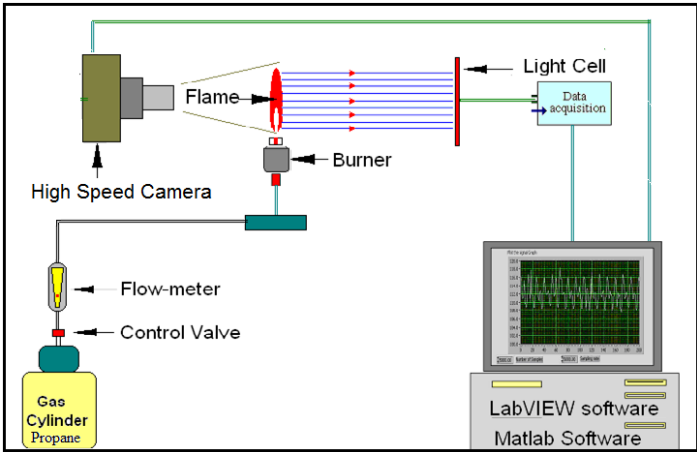 Light Cell
Flame
Data
acquisition
Burner
High Speed Camera
Flow-meter
Control Valve
Gas
Cylinder
Propane
LabVIEW software
Matlab Software